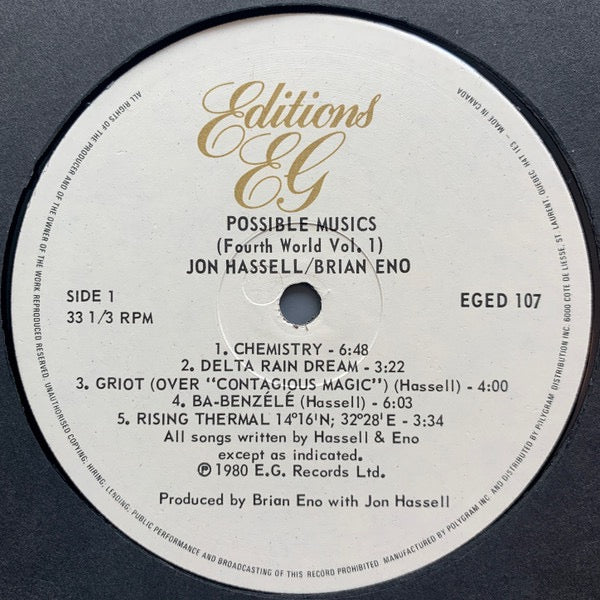 Editions
EG
POSSIBLE MUSICS
(Fourth World Vol. 1)
JON HASSELL/BRIAN ENO
SIDE 1
33 1/3 RPM
EGED 107
1. CHEMISTRY - 6:48
2. DELTA RAIN DREAM - 3:22
3. GRIOT (OVER "CONTAGIOUS MAGIC") (Hassell) - 4:00
4. BA-BENZÉLÉ (Hassell) - 6:03
5. RISING THERMAL 14°16'N; 32°28'E - 3:34
All songs written by Hassell & Eno
except as indicated.
℗ 1980 E.G. Records Ltd.
Produced by Brian Eno with Jon Hassell
ALL RIGHTS OF THE PRODUCER AND OF THE OWNER OF THE WORK REPRODUCED RESERVED. UNAUTHORISED COPYING, HIRING, LENDING, PUBLIC PERFORMANCE AND BROADCASTING OF THIS RECORD PROHIBITED. MANUFACTURED BY POLYGRAM INC. AND DISTRIBUTED BY POLYGRAM DISTRIBUTION INC. 6000 COTE DE LIESSE, ST. LAURENT, QUEBEC H4T 1E3 - MADE IN CANADA